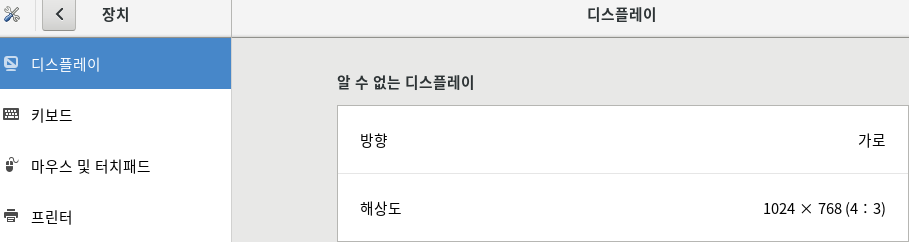 장치
디스플레이
디스플레이
키보드
마우스 및 터치패드
프린터
알 수 없는 디스플레이
방향 가로
해상도 1024 × 768 (4 : 3)